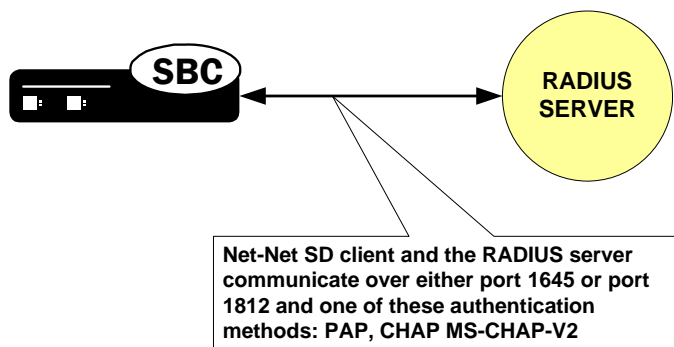 SBC
RADIUS
SERVER
Net-Net SD client and the RADIUS server
communicate over either port 1645 or port
1812 and one of these authentication
methods: PAP, CHAP MS-CHAP-V2